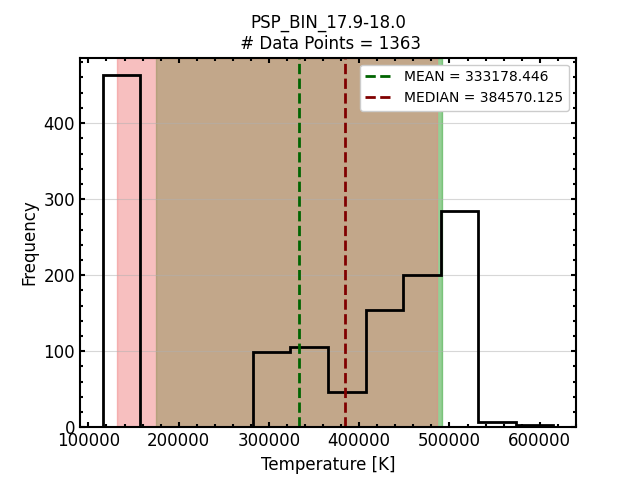 PSP_BIN_17.9-18.0
# Data Points = 1363
MEAN = 333178.446
MEDIAN = 384570.125
Frequency
400
300
200
100
0
100000 200000 300000 400000 500000 600000
Temperature [K]